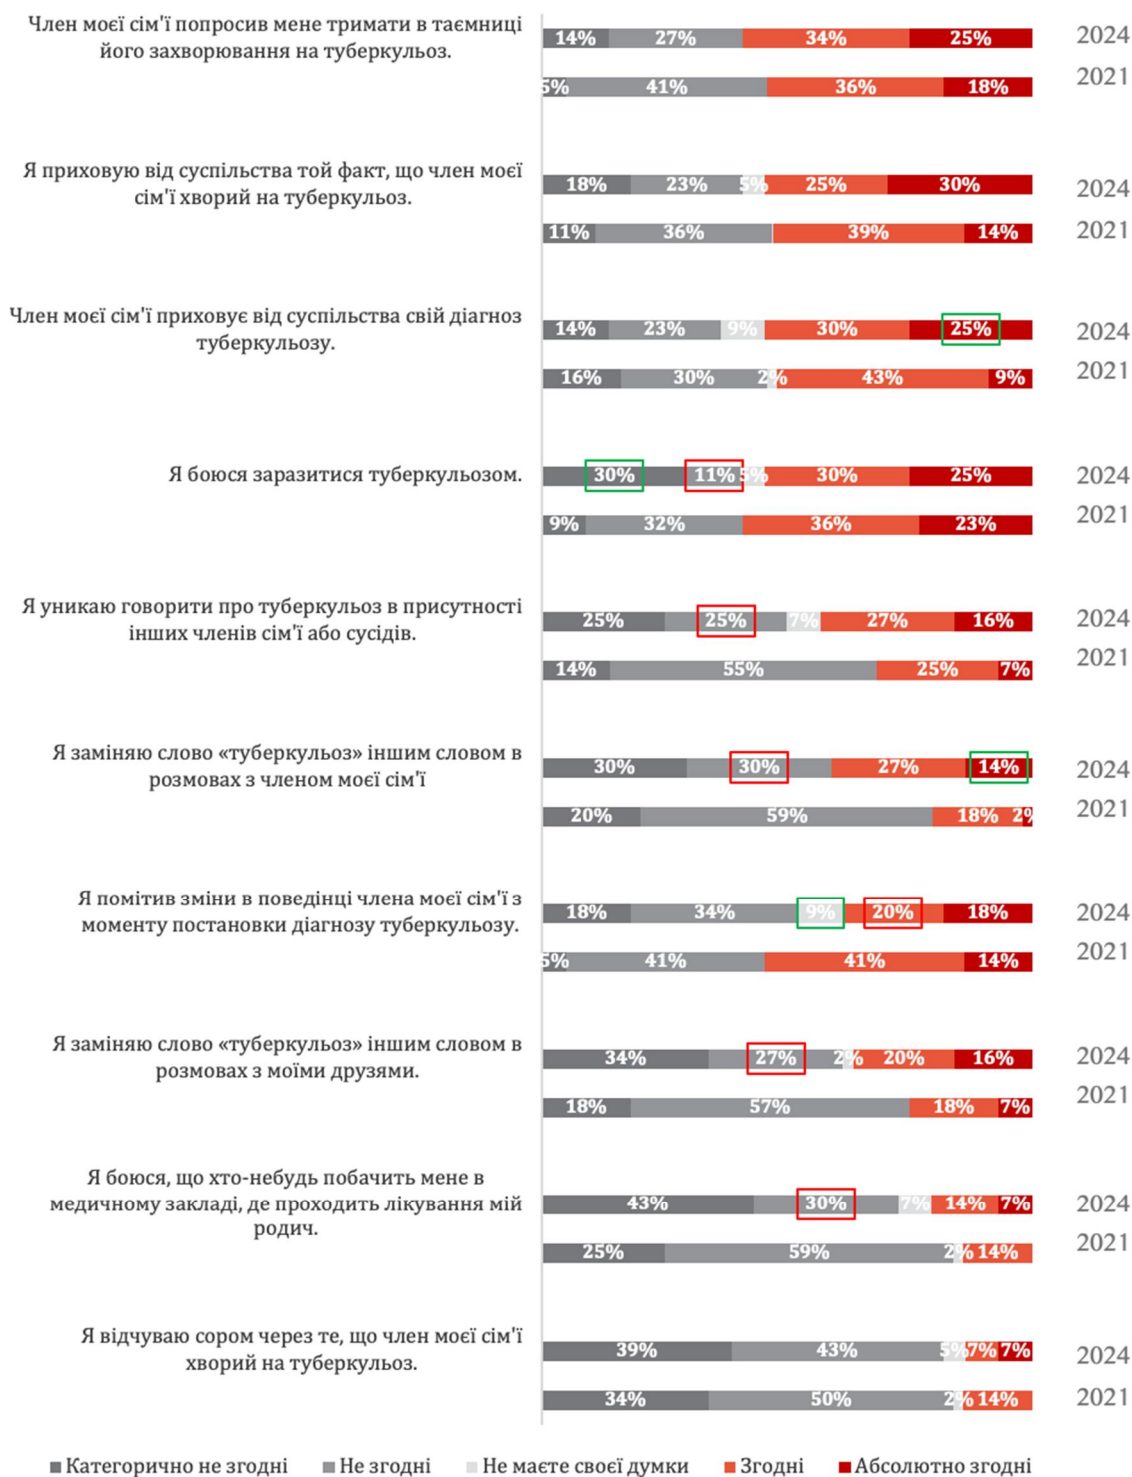 Член моєї сім'ї попросив мене тримати в таємниці
його захворювання на туберкульоз.
14% 27% 34% 25% 2024
5% 41% 36% 18% 2021
Я приховую від суспільства той факт, що член моєї
сім'ї хворий на туберкульоз.
18% 23% 5% 25% 30% 2024
11% 36% 39% 14% 2021
Член моєї сім'ї приховує від суспільства свій діагноз
туберкульозу.
14% 23% 9% 30% 25% 2024
16% 30% 2% 43% 9% 2021
Я боюся заразитися туберкульозом.
30% 11% 5% 30% 25% 2024
9% 32% 36% 23% 2021
Я уникаю говорити про туберкульоз в присутності
інших членів сім'ї або сусідів.
25% 25% 7% 27% 16% 2024
14% 55% 25% 7% 2021
Я заміняю слово «туберкульоз» іншим словом в
розмовах з членом моєї сім'ї
30% 30% 27% 14% 2024
20% 59% 18% 2% 2021
Я помітив зміни в поведінці члена моєї сім'ї з
моменту постановки діагнозу туберкульозу.
18% 34% 9% 20% 18% 2024
5% 41% 41% 14% 2021
Я заміняю слово «туберкульоз» іншим словом в
розмовах з моїми друзями.
34% 27% 2% 20% 16% 2024
18% 57% 18% 7% 2021
Я боюся, що хто-небудь побачить мене в
медичному закладі, де проходить лікування мій
родич.
43% 30% 7% 14% 7% 2024
25% 59% 2% 14% 2021
Я відчуваю сором через те, що член моєї сім'ї
хворий на туберкульоз.
39% 43% 5% 7% 7% 2024
34% 50% 2% 14% 2021
Категорично не згодні Не згодні Не маєте своєї думки Згодні Абсолютно згодні